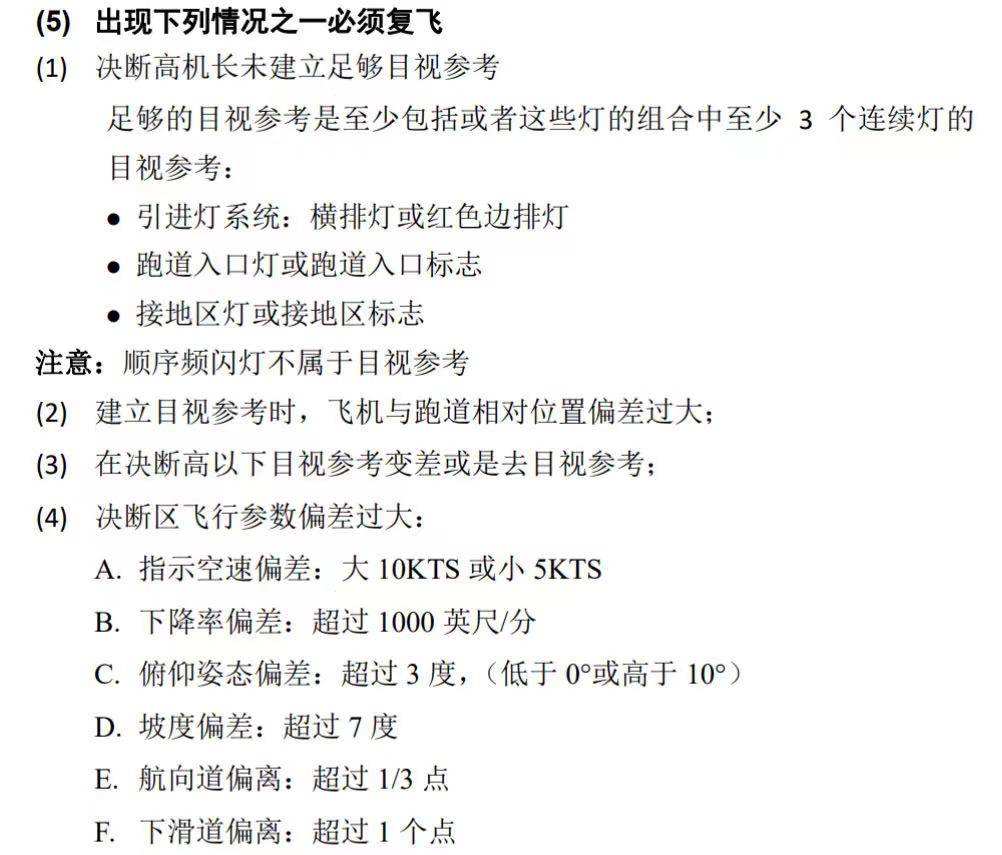 (5) 出现下列情况之一必须复飞
(1) 决断高机长未建立足够目视参考
足够的目视参考是至少包括或者这些灯的组合中至少 3 个连续灯的
目视参考：
● 引进灯系统：横排灯或红色边排灯
● 跑道入口灯或跑道入口标志
● 接地区灯或接地区标志
注意：顺序频闪灯不属于目视参考
(2) 建立目视参考时，飞机与跑道相对位置偏差过大；
(3) 在决断高以下目视参考变差或是去目视参考；
(4) 决断区飞行参数偏差过大：
A. 指示空速偏差：大 10KTS 或小 5KTS
B. 下降率偏差：超过 1000 英尺/分
C. 俯仰姿态偏差：超过 3 度，（低于 0°或高于 10°）
D. 坡度偏差：超过 7 度
E. 航向道偏离：超过 1/3 点
F. 下滑道偏离：超过 1 个点